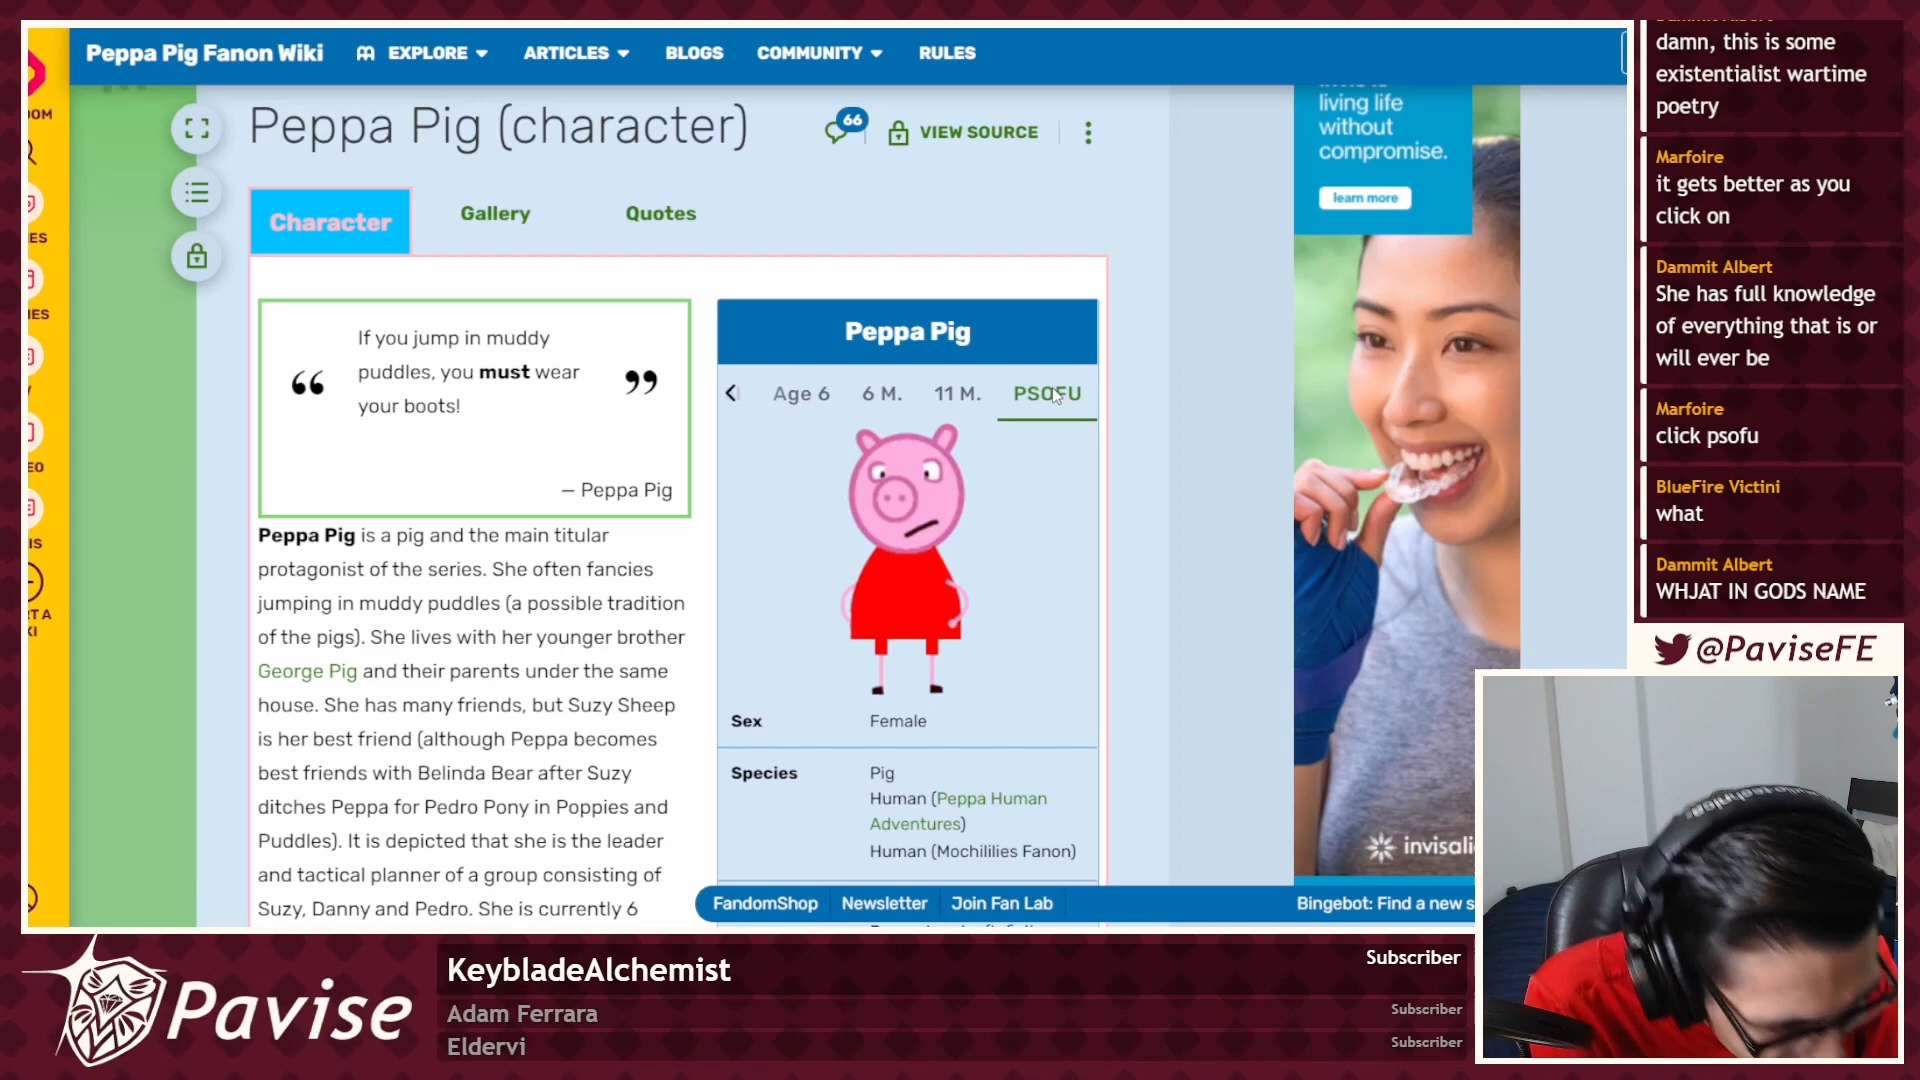 Peppa Pig Fanon Wiki
EXPLORE
ARTICLES
BLOGS
COMMUNITY
RULES
OM
ES
IES
EO
IS
T A
KI
Peppa Pig (character)
66
VIEW SOURCE
Character
Gallery
Quotes
“ If you jump in muddy
puddles, you must wear
your boots! ”
— Peppa Pig
Peppa Pig is a pig and the main titular
protagonist of the series. She often fancies
jumping in muddy puddles (a possible tradition
of the pigs). She lives with her younger brother
George Pig and their parents under the same
house. She has many friends, but Suzy Sheep
is her best friend (although Peppa becomes
best friends with Belinda Bear after Suzy
ditches Peppa for Pedro Pony in Poppies and
Puddles). It is depicted that she is the leader
and tactical planner of a group consisting of
Suzy, Danny and Pedro. She is currently 6
Peppa Pig
Age 6
6 M.
11 M.
PSOFU
Sex
Female
Species
Pig
Human (Peppa Human
Adventures)
Human (Mochililies Fanon)
FandomShop
Newsletter
Join Fan Lab
Bingebot: Find a new s
living life
without
compromise.
learn more
invisali
damn, this is some
existentialist wartime
poetry
Marfoire
it gets better as you
click on
Dammit Albert
She has full knowledge
of everything that is or
will ever be
Marfoire
click psofu
BlueFire Victini
what
Dammit Albert
WHJAT IN GODS NAME
@PaviseFE
Pavise
KeybladeAlchemist
Subscriber
Adam Ferrara
Subscriber
Eldervi
Subscriber